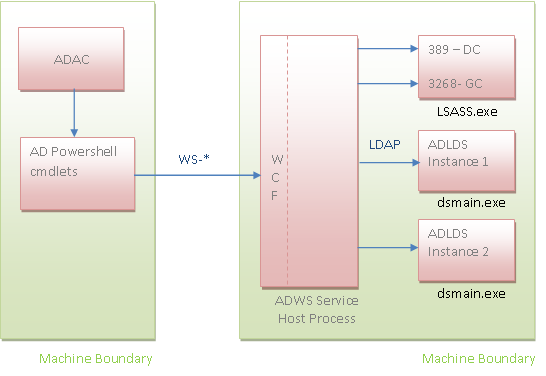 ADAC
AD Powershell
cmdlets
WS-*
W
C
F
ADWS Service
Host Process
389 – DC
3268- GC
LSASS.exe
LDAP
ADLDS
Instance 1
dsmain.exe
ADLDS
Instance 2
dsmain.exe
Machine Boundary
Machine Boundary